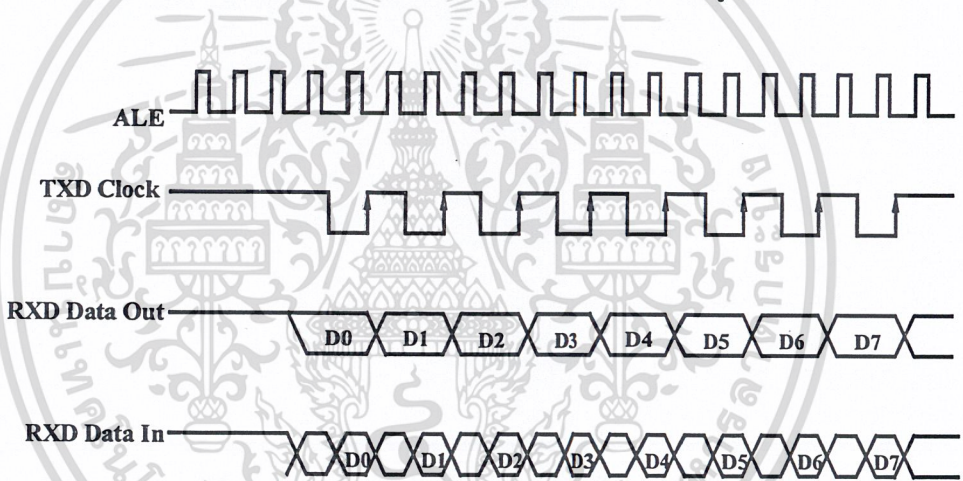 ALE
TXD Clock
RXD Data Out D0 D1 D2 D3 D4 D5 D6 D7
RXD Data In D0 D1 D2 D3 D4 D5 D6 D7